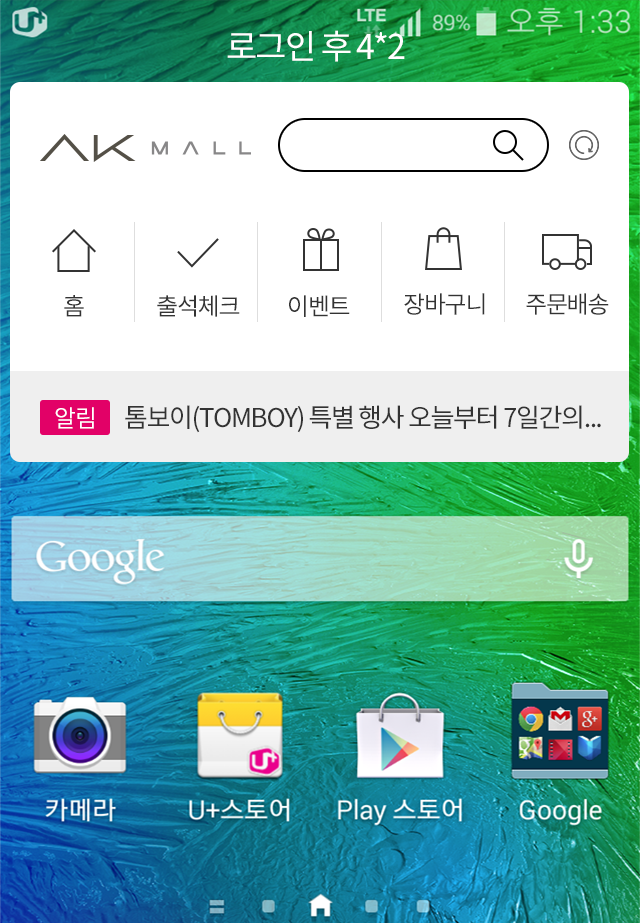 U+ LTE 89% 오후 1:33
로그인 후 4*2
AK MALL
홈 출석체크 이벤트 장바구니 주문배송
알림 톰보이(TOMBOY) 특별 행사 오늘부터 7일간의...
Google
U+
g+
카메라 U+스토어 Play 스토어 Google